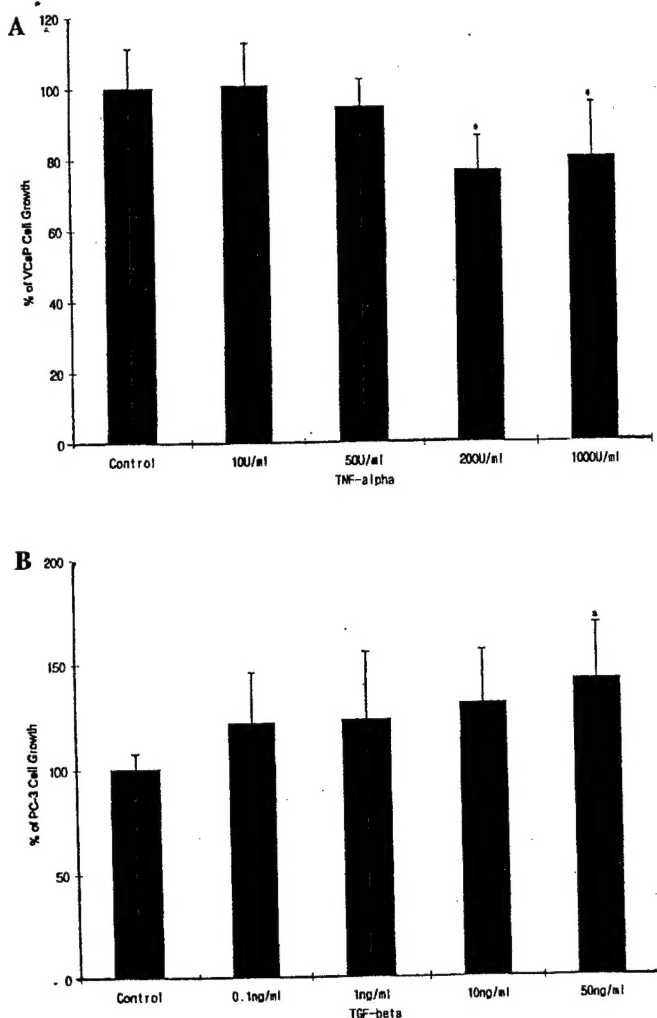 A
120
100
80
60
40
20
0
% of VCaP Cell Growth
*
*
Control 10U/ml 50U/ml 200U/ml 1000U/ml
TNF-alpha
B
200
150
100
50
0
% of PC-3 Cell Growth
*
Control 0.1ng/ml 1ng/ml 10ng/ml 50ng/ml
TGF-beta